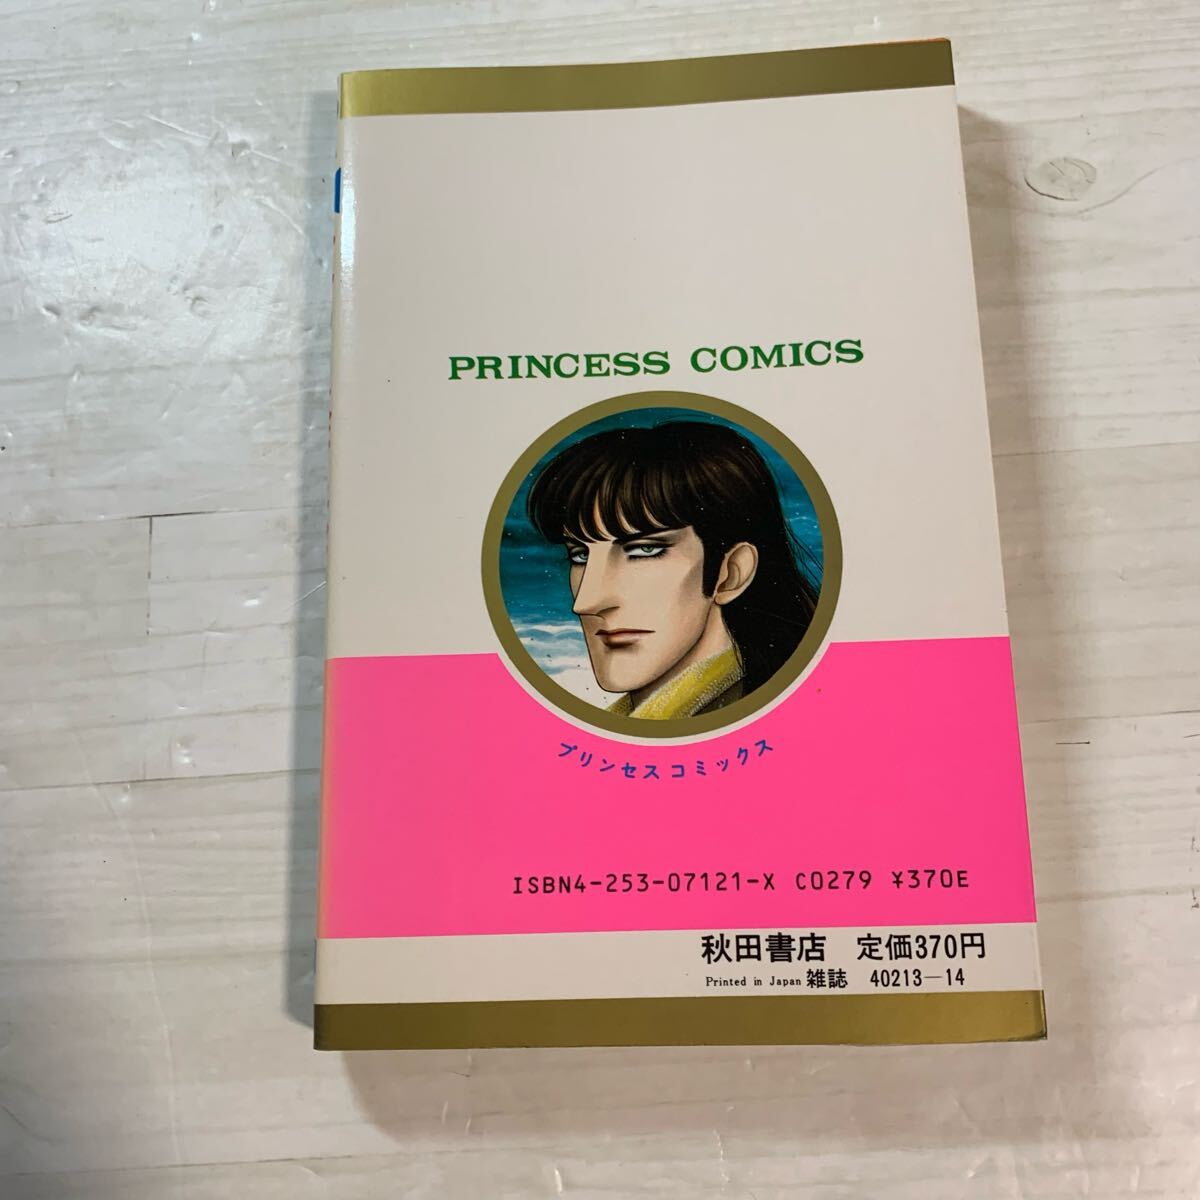 PRINCESS COMICS
プリンセス コミックス
ISBN4-253-07121-X C0279 ¥370E
秋田書店 定価370円
Printed in Japan 雑誌 40213—14